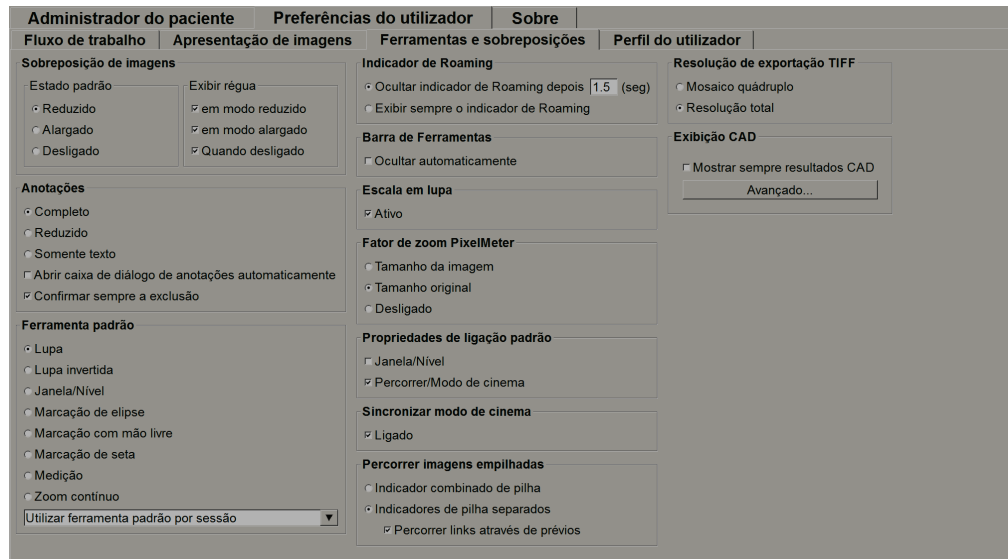 Administrador do paciente Preferências do utilizador Sobre
Fluxo de trabalho Apresentação de imagens Ferramentas e sobreposições Perfil do utilizador
Sobreposição de imagens
Estado padrão
Reduzido
Alargado
Desligado
Exibir régua
em modo reduzido
em modo alargado
Quando desligado
Anotações
Completo
Reduzido
Somente texto
Abrir caixa de diálogo de anotações automaticamente
Confirmar sempre a exclusão
Ferramenta padrão
Lupa
Lupa invertida
Janela/Nível
Marcação de elipse
Marcação com mão livre
Marcação de seta
Medição
Zoom contínuo
Utilizar ferramenta padrão por sessão
Indicador de Roaming
Ocultar indicador de Roaming depois 1.5 (seg)
Exibir sempre o indicador de Roaming
Barra de Ferramentas
Ocultar automaticamente
Escala em lupa
Ativo
Fator de zoom PixelMeter
Tamanho da imagem
Tamanho original
Desligado
Propriedades de ligação padrão
Janela/Nível
Percorrer/Modo de cinema
Sincronizar modo de cinema
Ligado
Percorrer imagens empilhadas
Indicador combinado de pilha
Indicadores de pilha separados
Percorrer links através de prévios
Resolução de exportação TIFF
Mosaico quádruplo
Resolução total
Exibição CAD
Mostrar sempre resultados CAD
Avançado...